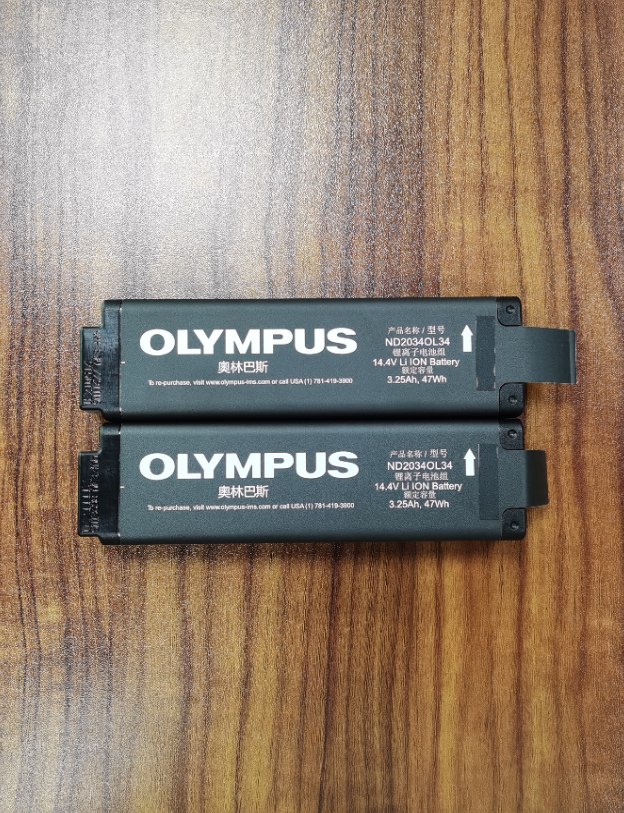 OLYMPUS
奥林巴斯
To re-purchase, visit www.olympus-ims.com or call USA (1) 781-419-3900
产品名称 / 型号
ND2034OL34
锂离子电池组
14.4V Li ION Battery
额定容量
3.25Ah, 47Wh
OLYMPUS
奥林巴斯
To re-purchase, visit www.olympus-ims.com or call USA (1) 781-419-3900
产品名称 / 型号
ND2034OL34
锂离子电池组
14.4V Li ION Battery
额定容量
3.25Ah, 47Wh